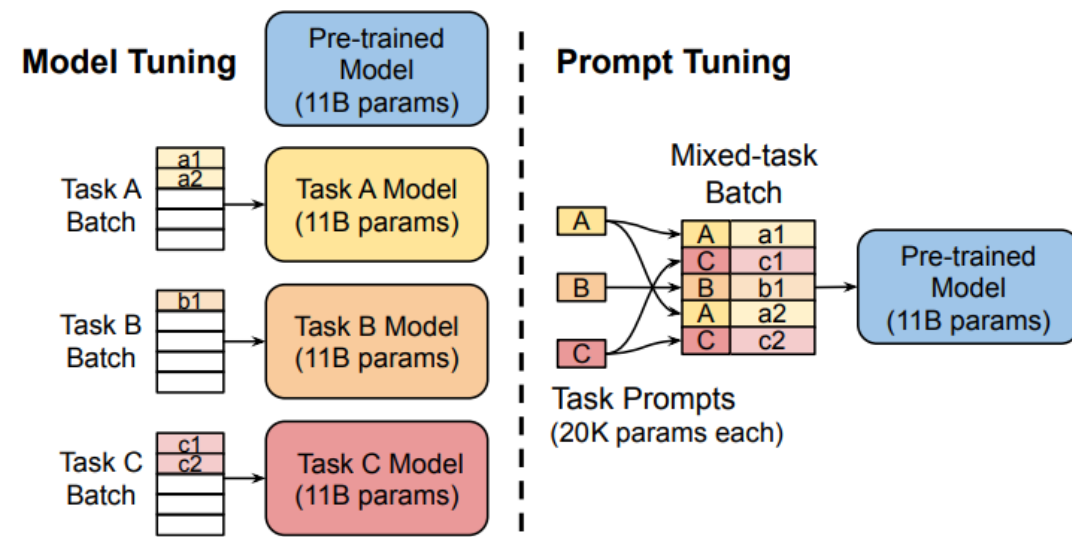 Model Tuning
Pre-trained
Model
(11B params)
Task A
Batch
a1
a2
Task A Model
(11B params)
Task B
Batch
b1
Task B Model
(11B params)
Task C
Batch
c1
c2
Task C Model
(11B params)
Prompt Tuning
Mixed-task
Batch
A
B
C
A a1
C c1
B b1
A a2
C c2
Pre-trained
Model
(11B params)
Task Prompts
(20K params each)